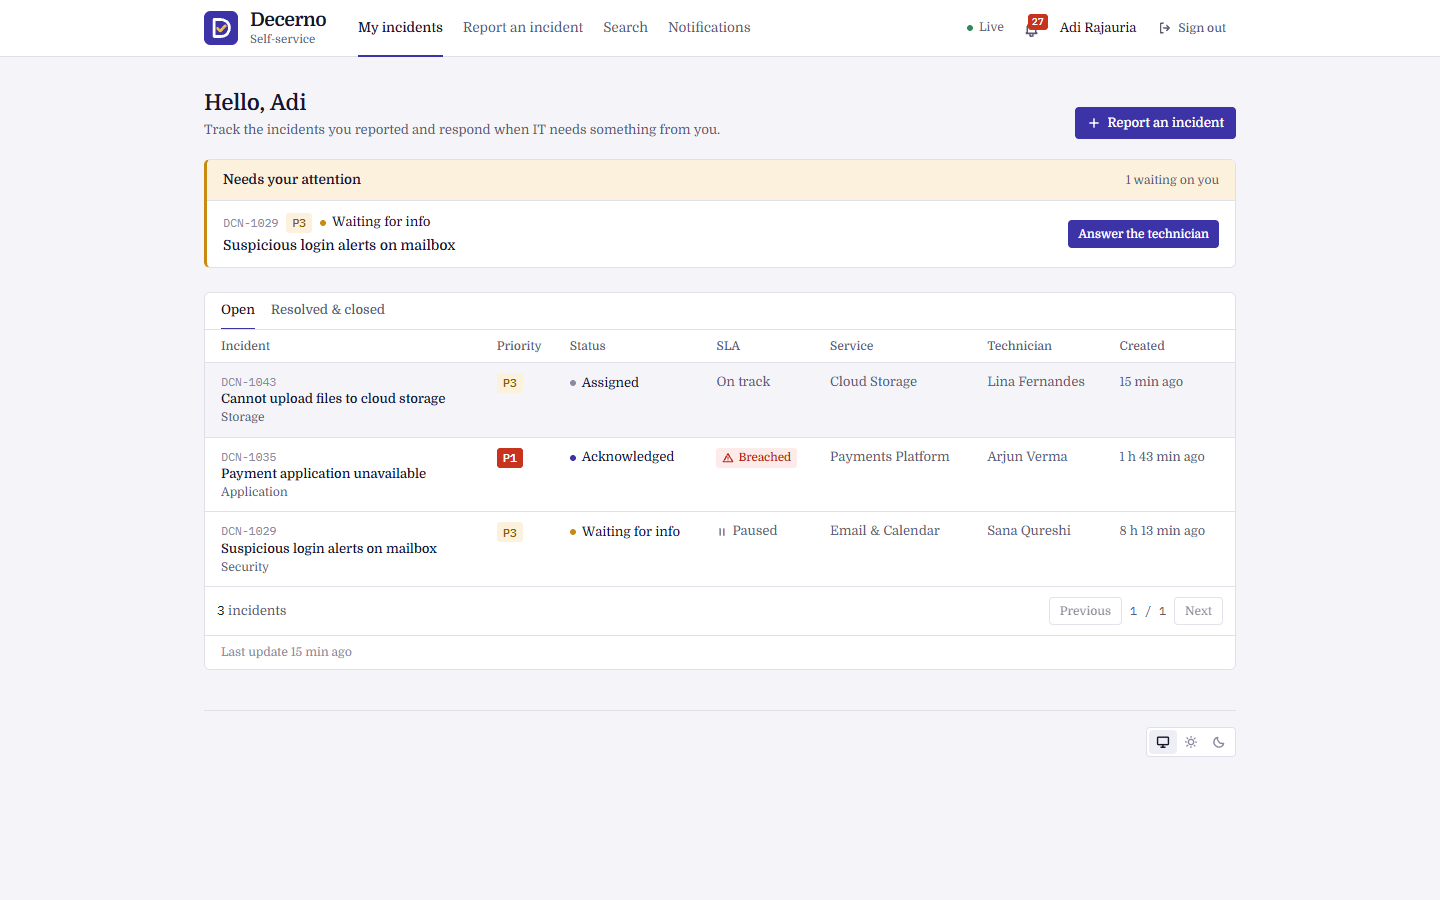 Decerno
Self-service
My incidents
Report an incident
Search
Notifications
Live
27
Adi Rajauria
Sign out
Hello, Adi
Track the incidents you reported and respond when IT needs something from you.
+ Report an incident
Needs your attention
1 waiting on you
DCN-1029 P3 Waiting for info
Suspicious login alerts on mailbox
Answer the technician
Open
Resolved & closed
Incident Priority Status SLA Service Technician Created
DCN-1043
Cannot upload files to cloud storage
Storage
P3 Assigned On track Cloud Storage Lina Fernandes 15 min ago
DCN-1035
Payment application unavailable
Application
P1 Acknowledged Breached Payments Platform Arjun Verma 1 h 43 min ago
DCN-1029
Suspicious login alerts on mailbox
Security
P3 Waiting for info Paused Email & Calendar Sana Qureshi 8 h 13 min ago
3 incidents
Previous 1 / 1 Next
Last update 15 min ago